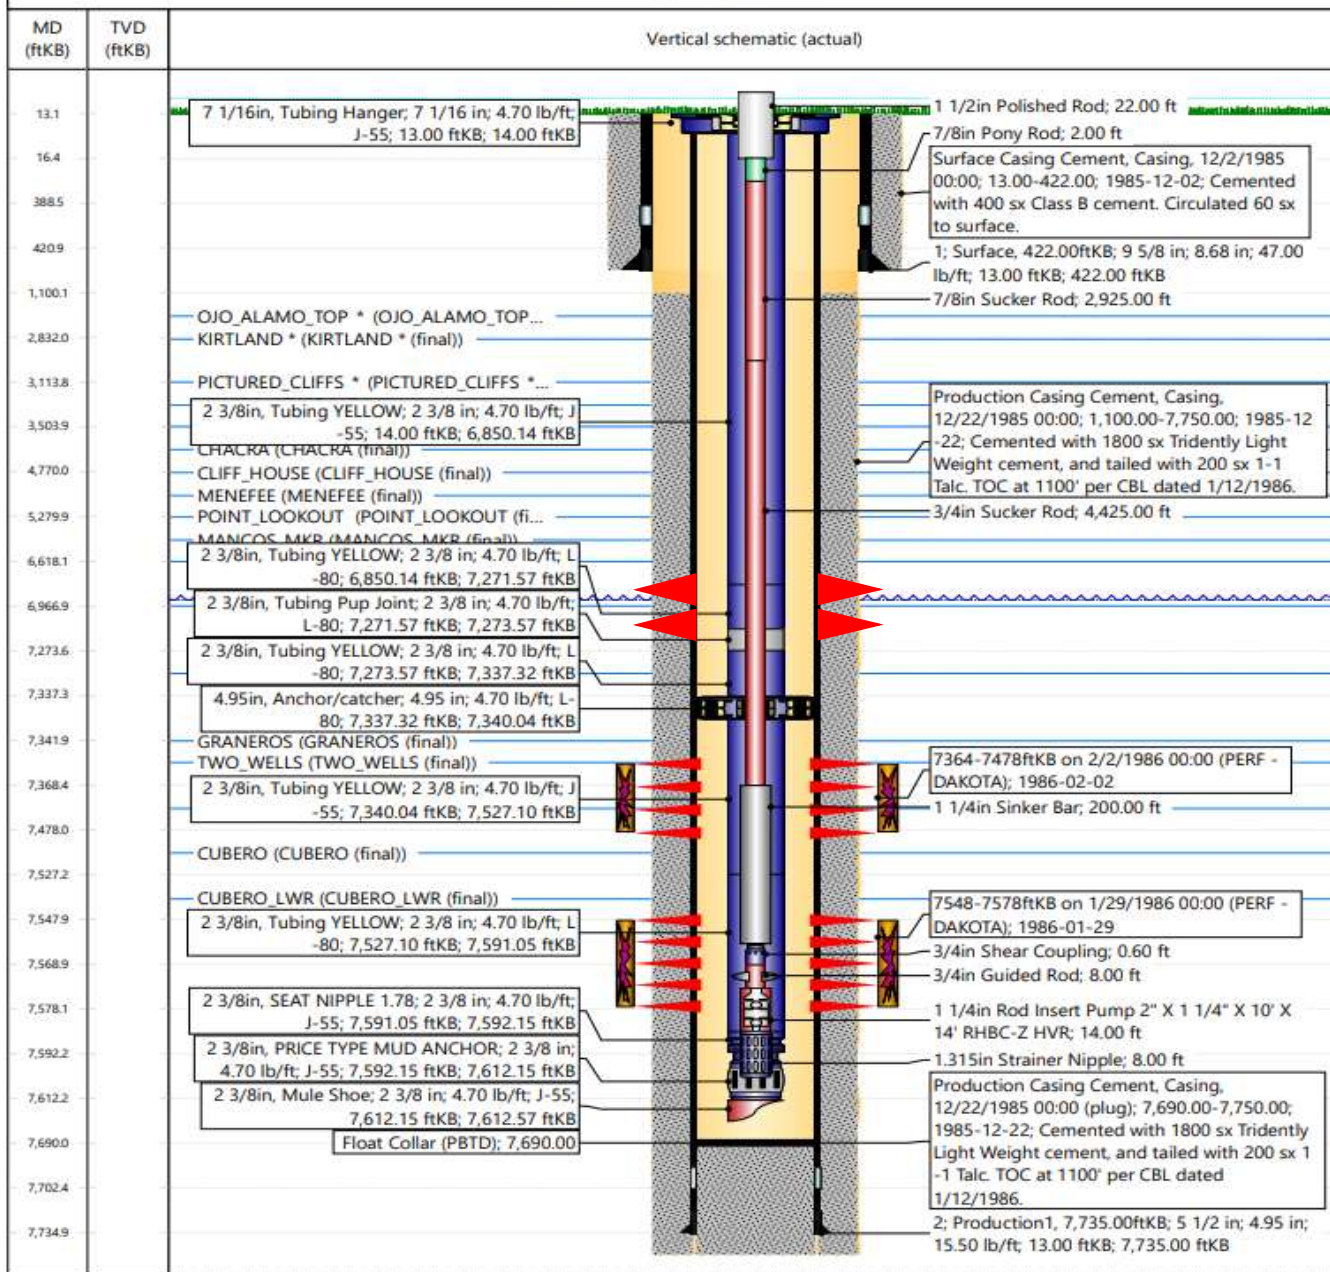 MD
(ftKB)
TVD
(ftKB)
Vertical schematic (actual)
13.1
16.4
388.5
420.9
1,100.1
2,832.0
3,113.8
3,503.9
4,770.0
5,279.9
6,618.1
6,966.9
7,273.6
7,337.3
7,341.9
7,368.4
7,478.0
7,527.2
7,547.9
7,568.9
7,578.1
7,592.2
7,612.2
7,690.0
7,702.4
7,734.9
7 1/16in, Tubing Hanger; 7 1/16 in; 4.70 lb/ft;
J-55; 13.00 ftKB; 14.00 ftKB
OJO_ALAMO_TOP * (OJO_ALAMO_TOP...
KIRTLAND * (KIRTLAND * (final))
PICTURED_CLIFFS * (PICTURED_CLIFFS *...
2 3/8in, Tubing YELLOW; 2 3/8 in; 4.70 lb/ft; J
-55; 14.00 ftKB; 6,850.14 ftKB
CHACRA (CHACRA (final))
CLIFF_HOUSE (CLIFF_HOUSE (final))
MENEFEE (MENEFEE (final))
POINT_LOOKOUT (POINT_LOOKOUT (fi...
MANCOS_MKR (MANCOS_MKR (final))
2 3/8in, Tubing YELLOW; 2 3/8 in; 4.70 lb/ft; L
-80; 6,850.14 ftKB; 7,271.57 ftKB
2 3/8in, Tubing Pup Joint; 2 3/8 in; 4.70 lb/ft;
L-80; 7,271.57 ftKB; 7,273.57 ftKB
2 3/8in, Tubing YELLOW; 2 3/8 in; 4.70 lb/ft; L
-80; 7,273.57 ftKB; 7,337.32 ftKB
4.95in, Anchor/catcher; 4.95 in; 4.70 lb/ft; L-
80; 7,337.32 ftKB; 7,340.04 ftKB
GRANEROS (GRANEROS (final))
TWO_WELLS (TWO_WELLS (final))
2 3/8in, Tubing YELLOW; 2 3/8 in; 4.70 lb/ft; J
-55; 7,340.04 ftKB; 7,527.10 ftKB
CUBERO (CUBERO (final))
CUBERO_LWR (CUBERO_LWR (final))
2 3/8in, Tubing YELLOW; 2 3/8 in; 4.70 lb/ft; L
-80; 7,527.10 ftKB; 7,591.05 ftKB
2 3/8in, SEAT NIPPLE 1.78; 2 3/8 in; 4.70 lb/ft;
J-55; 7,591.05 ftKB; 7,592.15 ftKB
2 3/8in, PRICE TYPE MUD ANCHOR; 2 3/8 in;
4.70 lb/ft; J-55; 7,592.15 ftKB; 7,612.15 ftKB
2 3/8in, Mule Shoe; 2 3/8 in; 4.70 lb/ft; J-55;
7,612.15 ftKB; 7,612.57 ftKB
Float Collar (PBTD); 7,690.00
1 1/2in Polished Rod; 22.00 ft
7/8in Pony Rod; 2.00 ft
Surface Casing Cement, Casing, 12/2/1985
00:00; 13.00-422.00; 1985-12-02; Cemented
with 400 sx Class B cement. Circulated 60 sx
to surface.
1; Surface, 422.00ftKB; 9 5/8 in; 8.68 in; 47.00
lb/ft; 13.00 ftKB; 422.00 ftKB
7/8in Sucker Rod; 2,925.00 ft
Production Casing Cement, Casing,
12/22/1985 00:00; 1,100.00-7,750.00; 1985-12
-22; Cemented with 1800 sx Tridently Light
Weight cement, and tailed with 200 sx 1-1
Talc. TOC at 1100' per CBL dated 1/12/1986.
3/4in Sucker Rod; 4,425.00 ft
7364-7478ftKB on 2/2/1986 00:00 (PERF -
DAKOTA); 1986-02-02
1 1/4in Sinker Bar; 200.00 ft
7548-7578ftKB on 1/29/1986 00:00 (PERF -
DAKOTA); 1986-01-29
3/4in Shear Coupling; 0.60 ft
3/4in Guided Rod; 8.00 ft
1 1/4in Rod Insert Pump 2" X 1 1/4" X 10' X
14' RHBC-Z HVR; 14.00 ft
1.315in Strainer Nipple; 8.00 ft
Production Casing Cement, Casing,
12/22/1985 00:00 (plug); 7,690.00-7,750.00;
1985-12-22; Cemented with 1800 sx Tridently
Light Weight cement, and tailed with 200 sx 1
-1 Talc. TOC at 1100' per CBL dated
1/12/1986.
2; Production1, 7,735.00ftKB; 5 1/2 in; 4.95 in;
15.50 lb/ft; 13.00 ftKB; 7,735.00 ftKB